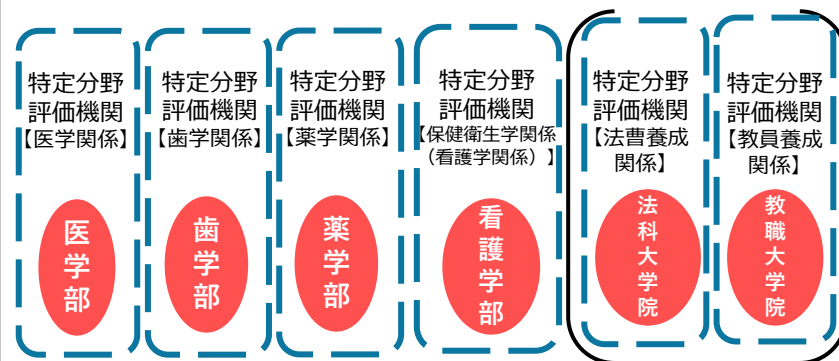 特定分野
評価機関
【医学関係】
医学部
特定分野
評価機関
【歯学関係】
歯学部
特定分野
評価機関
【薬学関係】
薬学部
特定分野
評価機関
【保健衛生学関係
（看護学関係）】
看護学部
特定分野
評価機関
【法曹養成
関係】
法科大学院
特定分野
評価機関
【教員養成
関係】
教職大学院